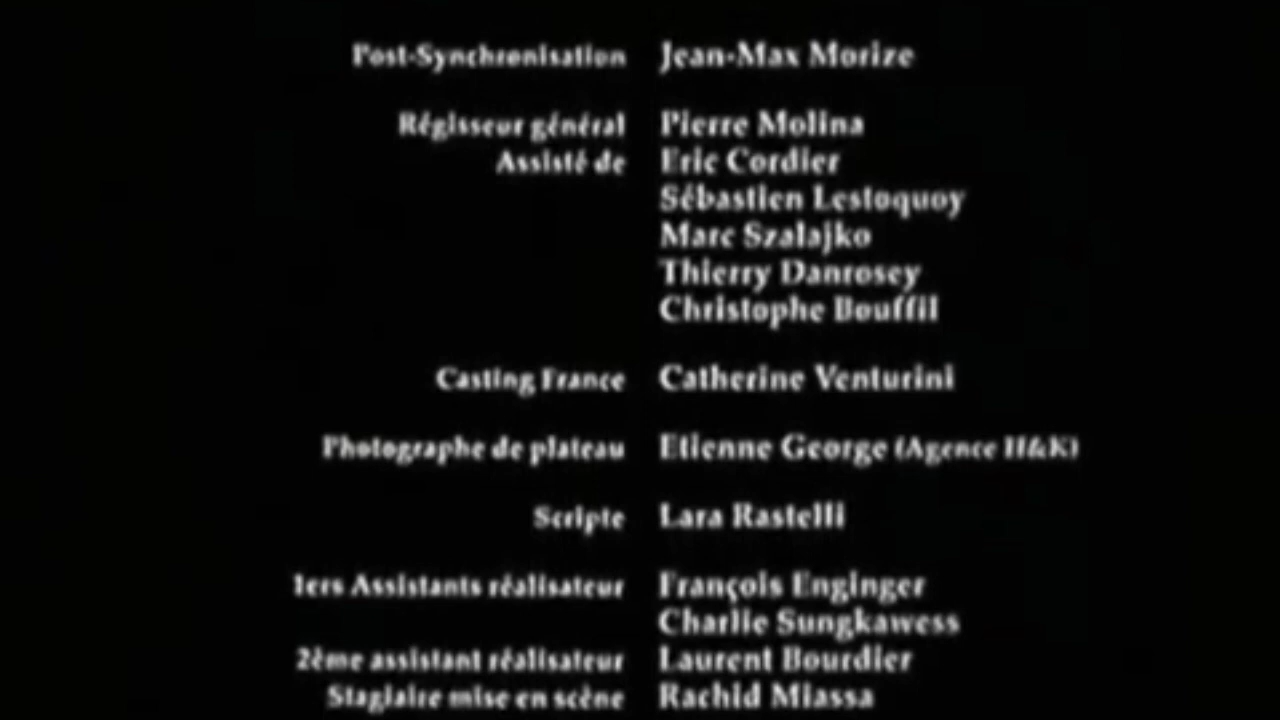 Post-Synchronisation Jean-Max Morize
Régisseur général Pierre Molina
Assisté de Eric Cordier
Sébastien Lestoquoy
Marc Szalajko
Thierry Danrosey
Christophe Bouffil
Casting France Catherine Venturini
Photographe de plateau Etienne George (Agence H&K)
Scripte Lara Rastelli
1ers Assistants réalisateur François Enginger
Charlie Sungkawess
2ème assistant réalisateur Laurent Bourdier
Stagiaire mise en scène Rachid Miassa